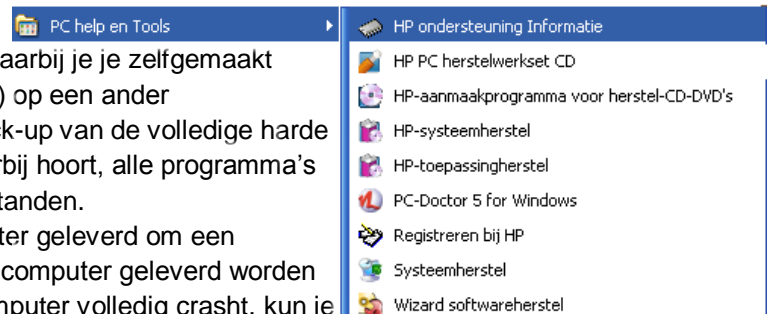 PC help en Tools
HP ondersteuning Informatie
HP PC herstelwerkset CD
HP-aanmaakprogramma voor herstel-CD-DVD's
HP-systeemherstel
HP-toepassingherstel
PC-Doctor 5 for Windows
Registreren bij HP
Systeemherstel
Wizard softwareherstel
aarbij je je zelfgemaakt
) op een ander
ck-up van de volledige harde
rbij hoort, alle programma's
tanden.
ter geleverd om een
computer geleverd worden
mputer volledig crasht, kun je